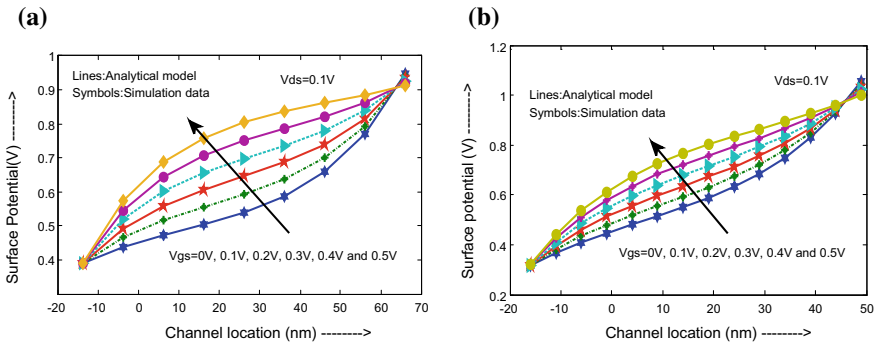 (a)
Lines:Analytical model
Symbols:Simulation data
Vds=0.1V
Vgs=0V, 0.1V, 0.2V, 0.3V, 0.4V and 0.5V
Surface Potential(V) -------->
1
0.9
0.8
0.7
0.6
0.5
0.4
0.3
-20 -10 0 10 20 30 40 50 60 70
Channel location (nm) -------->
(b)
Lines:Analytical model
Symbols:Simulation data
Vds=0.1V
Vgs=0V, 0.1V, 0.2V, 0.3V, 0.4V and 0.5V
Surface Potential (V) -------->
1.2
1
0.8
0.6
0.4
0.2
-20 -10 0 10 20 30 40 50
Channel location (nm) -------->